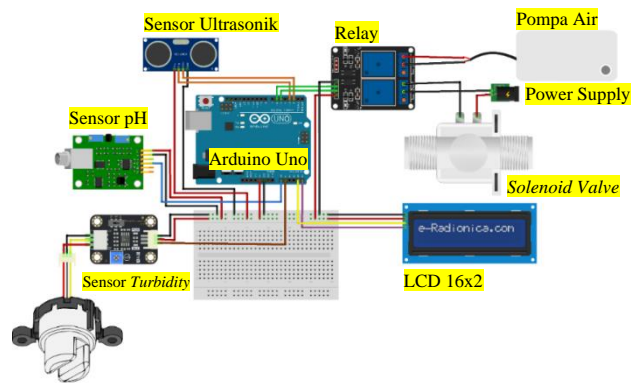 Sensor Ultrasonik
Pompa Air
Relay
Power Supply
Sensor pH
UNO
Arduino Uno
Solenoid Valve
e-Radionica.com
Sensor Turbidity
LCD 16x2